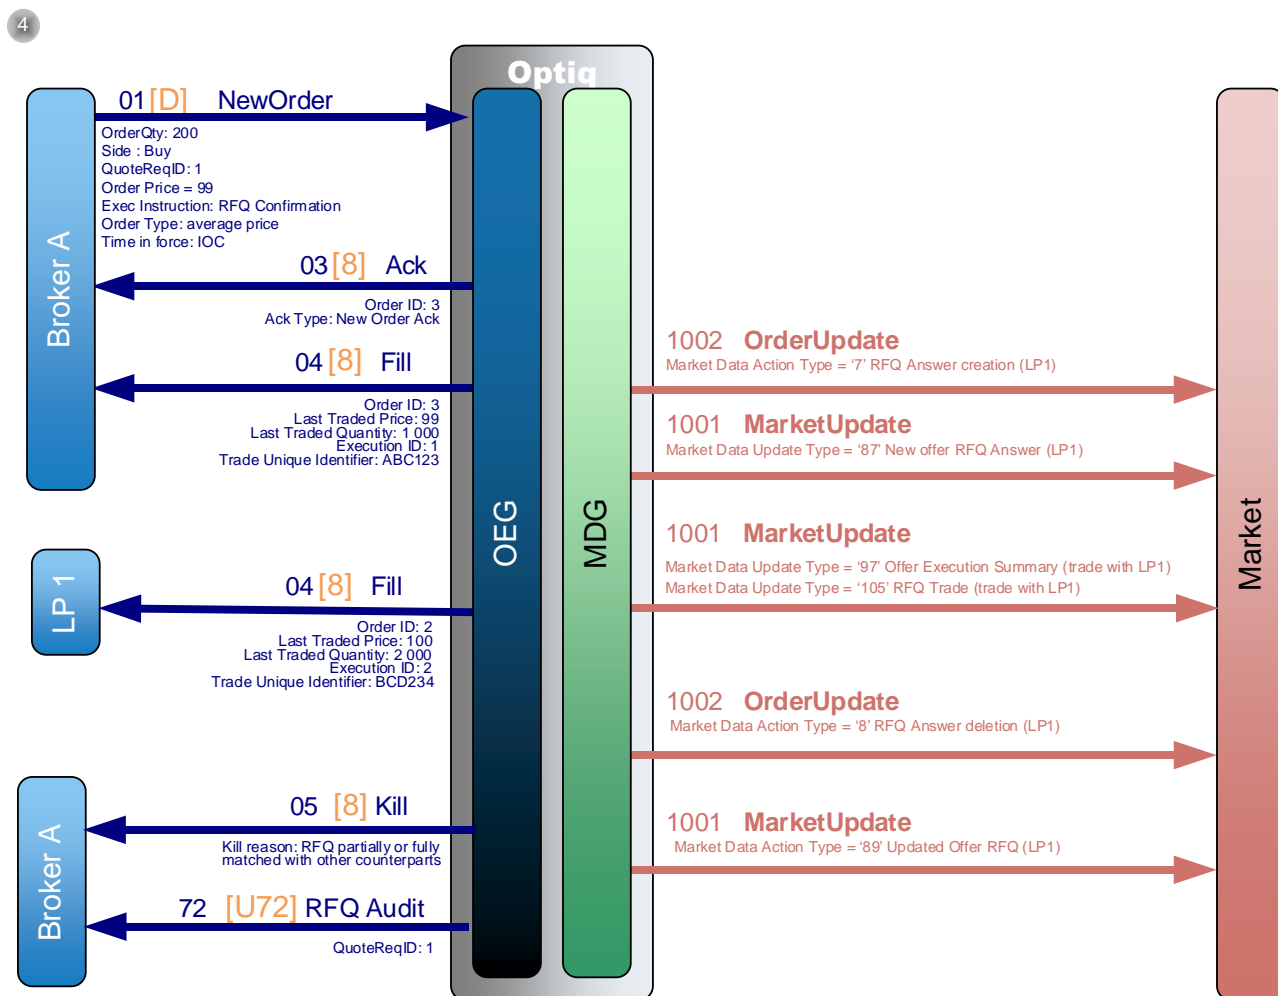 4
Optiq
01 [D] NewOrder
OrderQty: 200
Side : Buy
QuoteReqID: 1
Order Price = 99
Exec Instruction: RFQ Confirmation
Order Type: average price
Time in force: IOC
Broker A
03 [8] Ack
Order ID: 3
Ack Type: New Order Ack
04 [8] Fill
Order ID: 3
Last Traded Price: 99
Last Traded Quantity: 1 000
Execution ID: 1
Trade Unique Identifier: ABC123
LP 1
04 [8] Fill
Order ID: 2
Last Traded Price: 100
Last Traded Quantity: 2 000
Execution ID: 2
Trade Unique Identifier: BCD234
Broker A
05 [8] Kill
Kill reason: RFQ partially or fully
matched with other counterparts
72 [U72] RFQ Audit
QuoteReqID: 1
OEG
MDG
1002 OrderUpdate
Market Data Action Type = ‘7’ RFQ Answer creation (LP1)
1001 MarketUpdate
Market Data Update Type = ‘87’ New offer RFQ Answer (LP1)
1001 MarketUpdate
Market Data Update Type = ‘97’ Offer Execution Summary (trade with LP1)
Market Data Update Type = ‘105’ RFQ Trade (trade with LP1)
1002 OrderUpdate
Market Data Action Type = ‘8’ RFQ Answer deletion (LP1)
1001 MarketUpdate
Market Data Action Type = ‘89’ Updated Offer RFQ (LP1)
Market